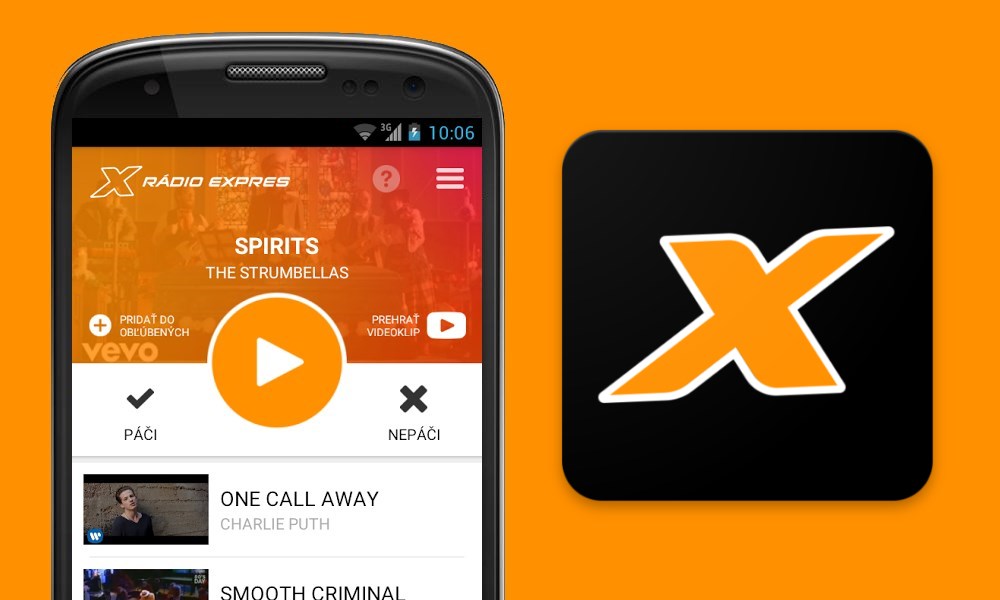 3G 10:06
X RÁDIO EXPRES ?
SPIRITS
THE STRUMBELLAS
PRIDAŤ DO
OBĽÚBENÝCH
PREHRAŤ
VIDEOKLIP
vevo
PÁČI
NEPÁČI
ONE CALL AWAY
CHARLIE PUTH
SMOOTH CRIMINAL
X